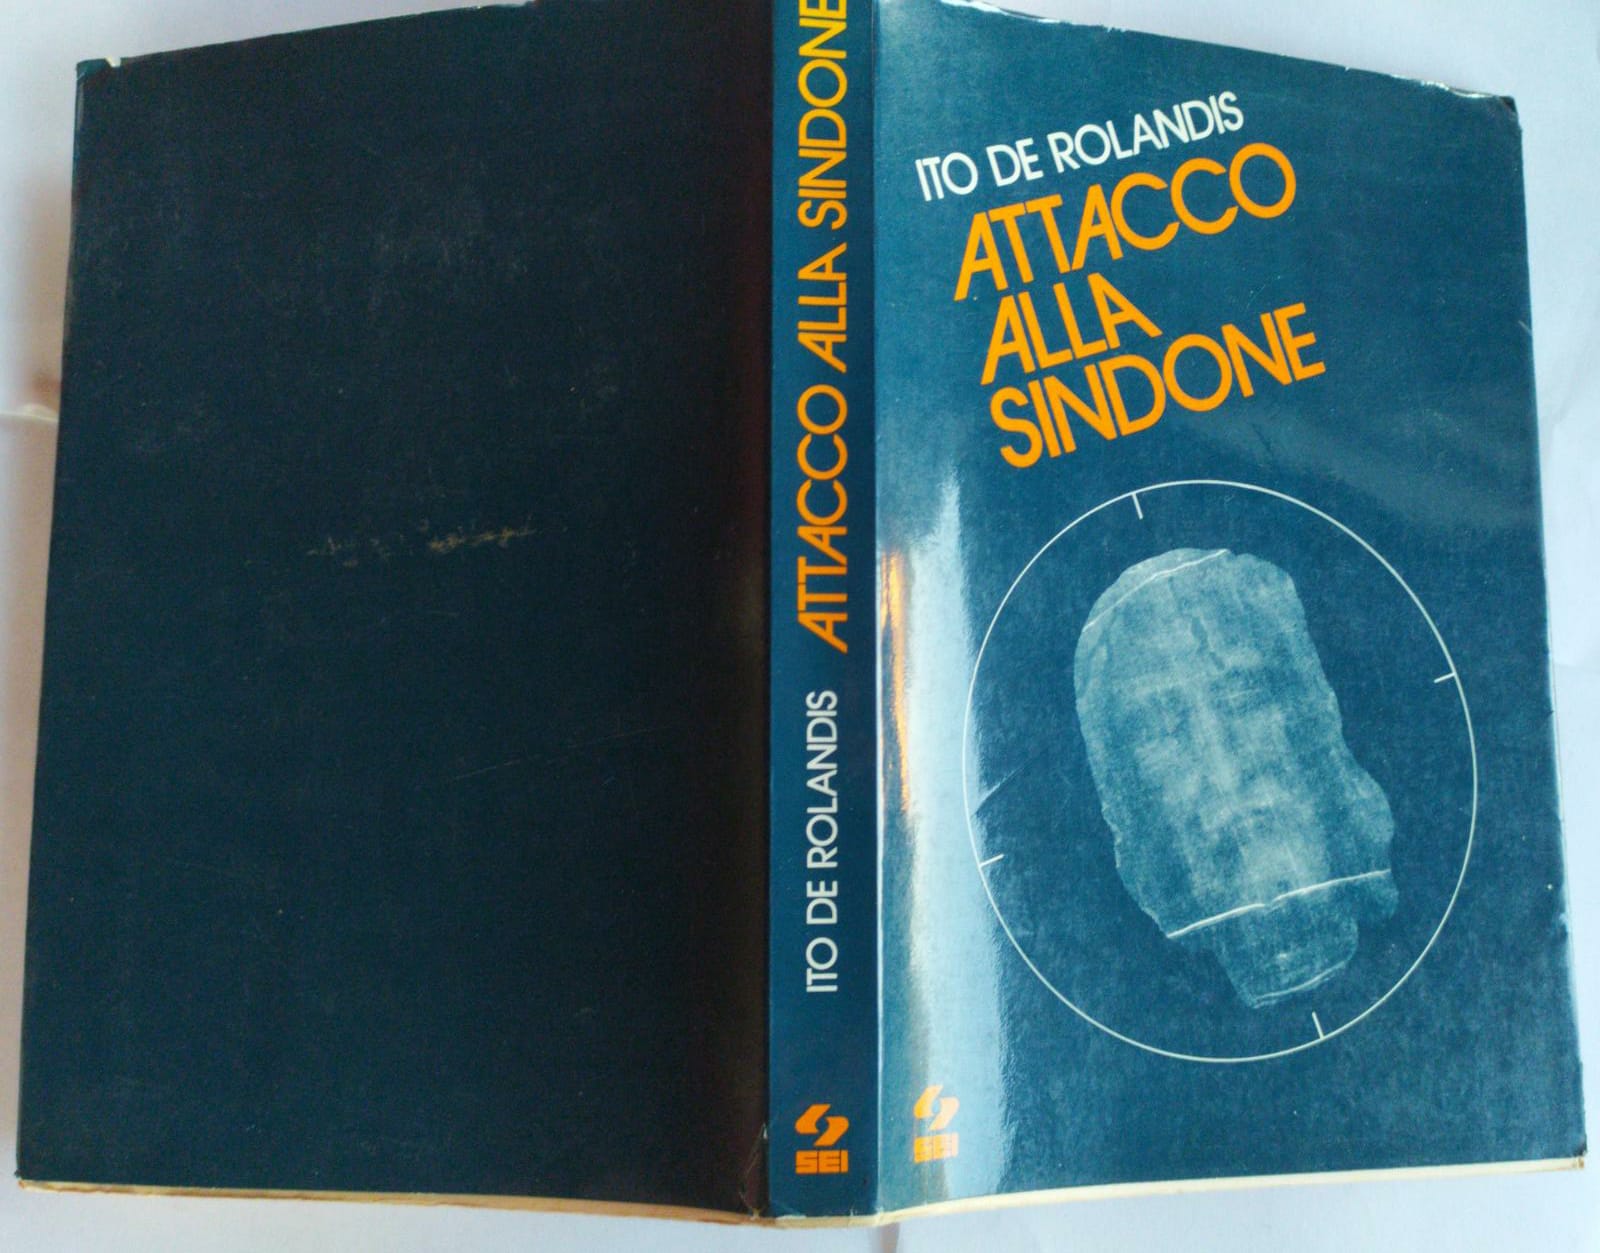 ITO DE ROLANDIS ATTACCO ALLA SINDONE
SEI
ITO DE ROLANDIS
ATTACCO
ALLA
SINDONE
SEI